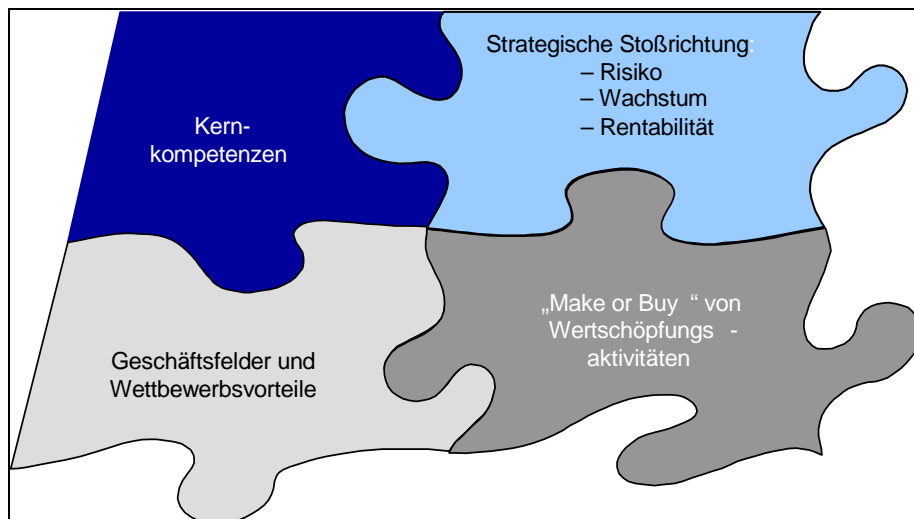 Kern-
kompetenzen
Strategische Stoßrichtung:
– Risiko
– Wachstum
– Rentabilität
Geschäftsfelder und
Wettbewerbsvorteile
„Make or Buy “ von
Wertschöpfungs -
aktivitäten